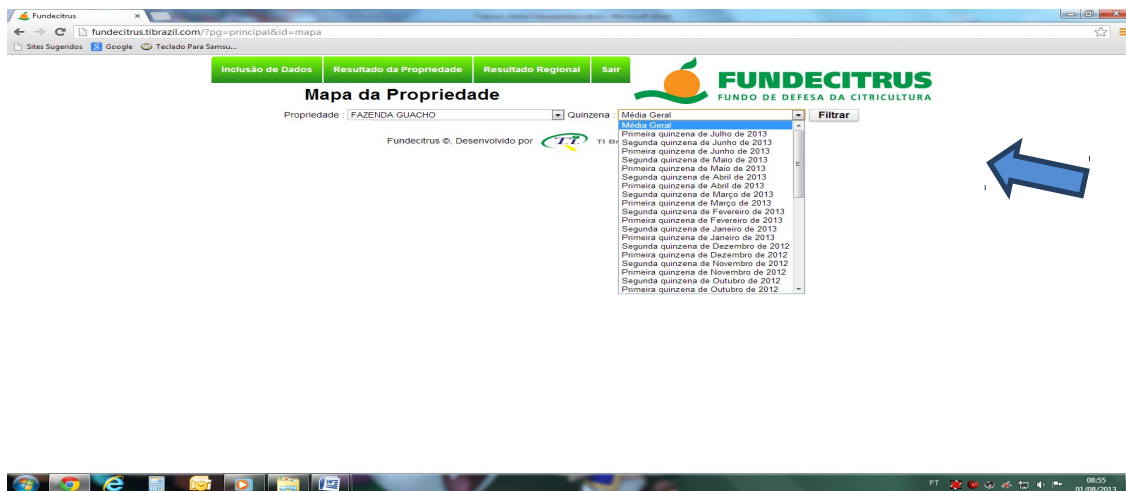 Fundecitrus
fundecitrus.tibrazil.com/?pg=principal&id=mapa
Sites Sugeridos Google Teclado Para Samsu...
Inclusão de Dados Resultado da Propriedade Resultado Regional Sair
FUNDECITRUS
FUNDO DE DEFESA DA CITRICULTURA
Mapa da Propriedade
Propriedade : FAZENDA GUACHO Quinzena : Média Geral Filtrar
Média Geral
Primeira quinzena de Julho de 2013
Segunda quinzena de Junho de 2013
Primeira quinzena de Junho de 2013
Segunda quinzena de Maio de 2013
Primeira quinzena de Maio de 2013
Segunda quinzena de Abril de 2013
Primeira quinzena de Abril de 2013
Segunda quinzena de Março de 2013
Primeira quinzena de Março de 2013
Segunda quinzena de Fevereiro de 2013
Primeira quinzena de Fevereiro de 2013
Segunda quinzena de Janeiro de 2013
Primeira quinzena de Janeiro de 2013
Segunda quinzena de Dezembro de 2012
Primeira quinzena de Dezembro de 2012
Segunda quinzena de Novembro de 2012
Primeira quinzena de Novembro de 2012
Segunda quinzena de Outubro de 2012
Primeira quinzena de Outubro de 2012
Fundecitrus ©, Desenvolvido por T.I. TI
PT 08:55
01/08/2013